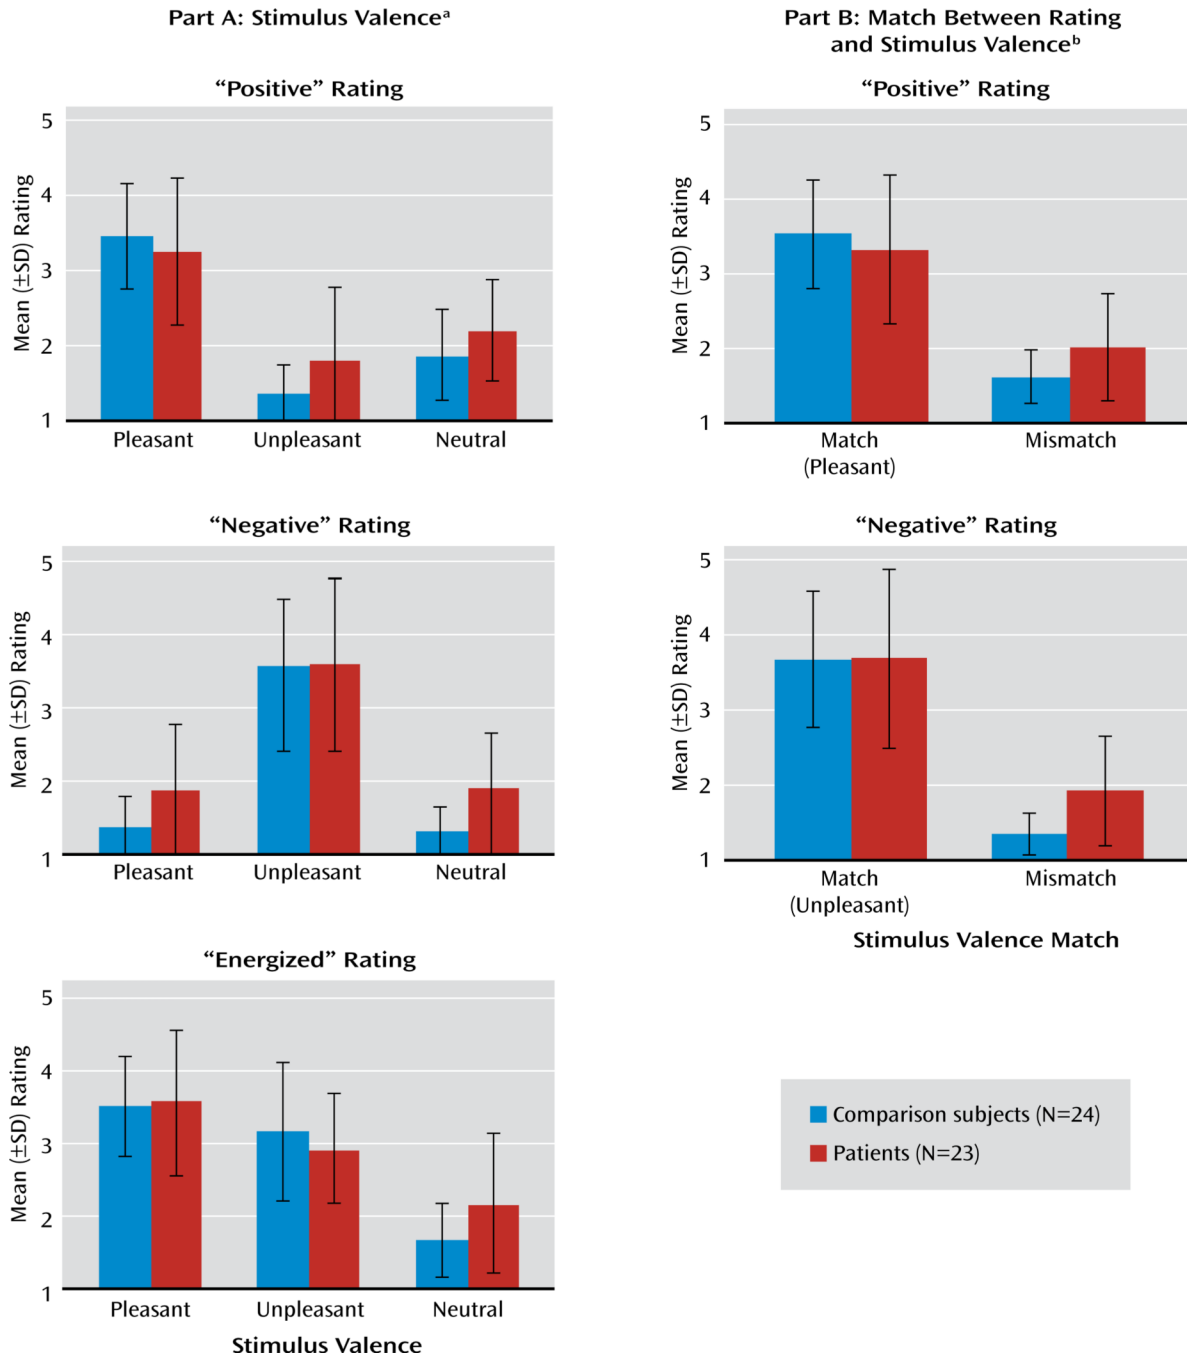 Part A: Stimulus Valenceᵃ
"Positive" Rating
Mean (±SD) Rating
5
4
3
2
1
Pleasant Unpleasant Neutral
"Negative" Rating
Mean (±SD) Rating
5
4
3
2
1
Pleasant Unpleasant Neutral
"Energized" Rating
Mean (±SD) Rating
5
4
3
2
1
Pleasant Unpleasant Neutral
Stimulus Valence
Part B: Match Between Rating
and Stimulus Valenceᵇ
"Positive" Rating
Mean (±SD) Rating
5
4
3
2
1
Match Mismatch
(Pleasant)
"Negative" Rating
Mean (±SD) Rating
5
4
3
2
1
Match Mismatch
(Unpleasant)
Stimulus Valence Match
Comparison subjects (N=24)
Patients (N=23)